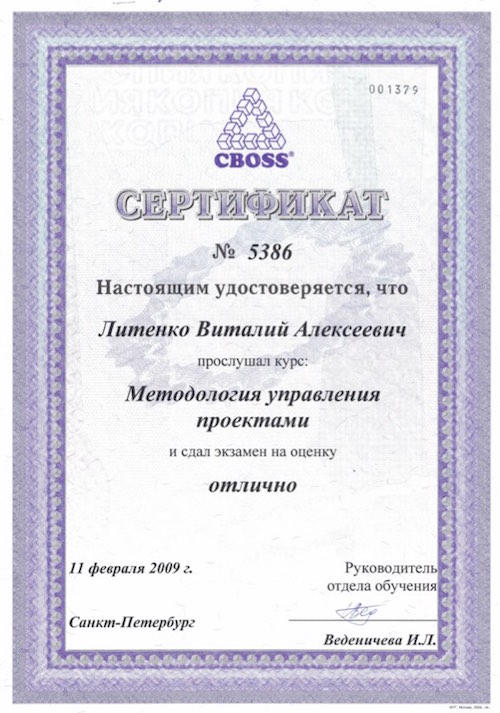 001379
CBOSS®
СЕРТИФИКАТ
№ 5386
Настоящим удостоверяется, что
Литенко Виталий Алексеевич
прослушал курс:
Методология управления
проектами
и сдал экзамен на оценку
отлично
11 февраля 2009 г.
Руководитель
отдела обучения
Санкт-Петербург
Веденичева И.Л.